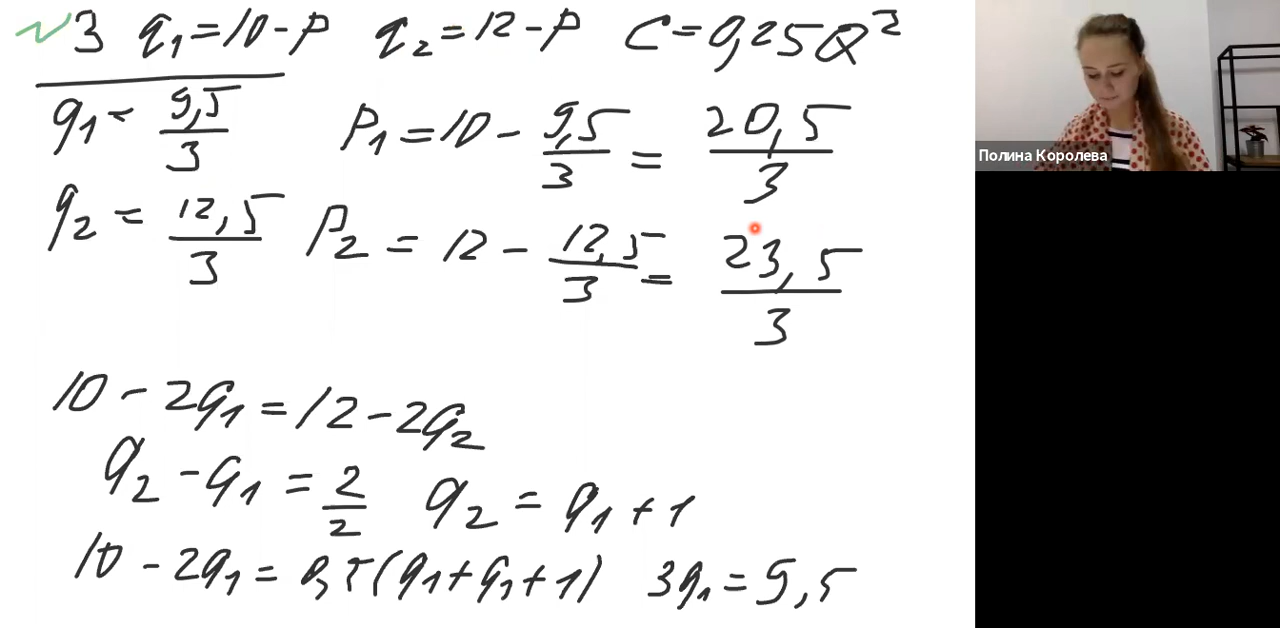 №3 q₁=10-P q₂=12-P C=0,25Q²
q₁= 9,5/3 P₁=10- 9,5/3 = 20,5/3
q₂= 12,5/3 P₂=12- 12,5/3 = 23,5/3
10-2q₁=12-2q₂
q₂-q₁= 2/2 q₂=q₁+1
10-2q₁=0,5(q₁+q₁+1) 3q₁=9,5
Полина Королева